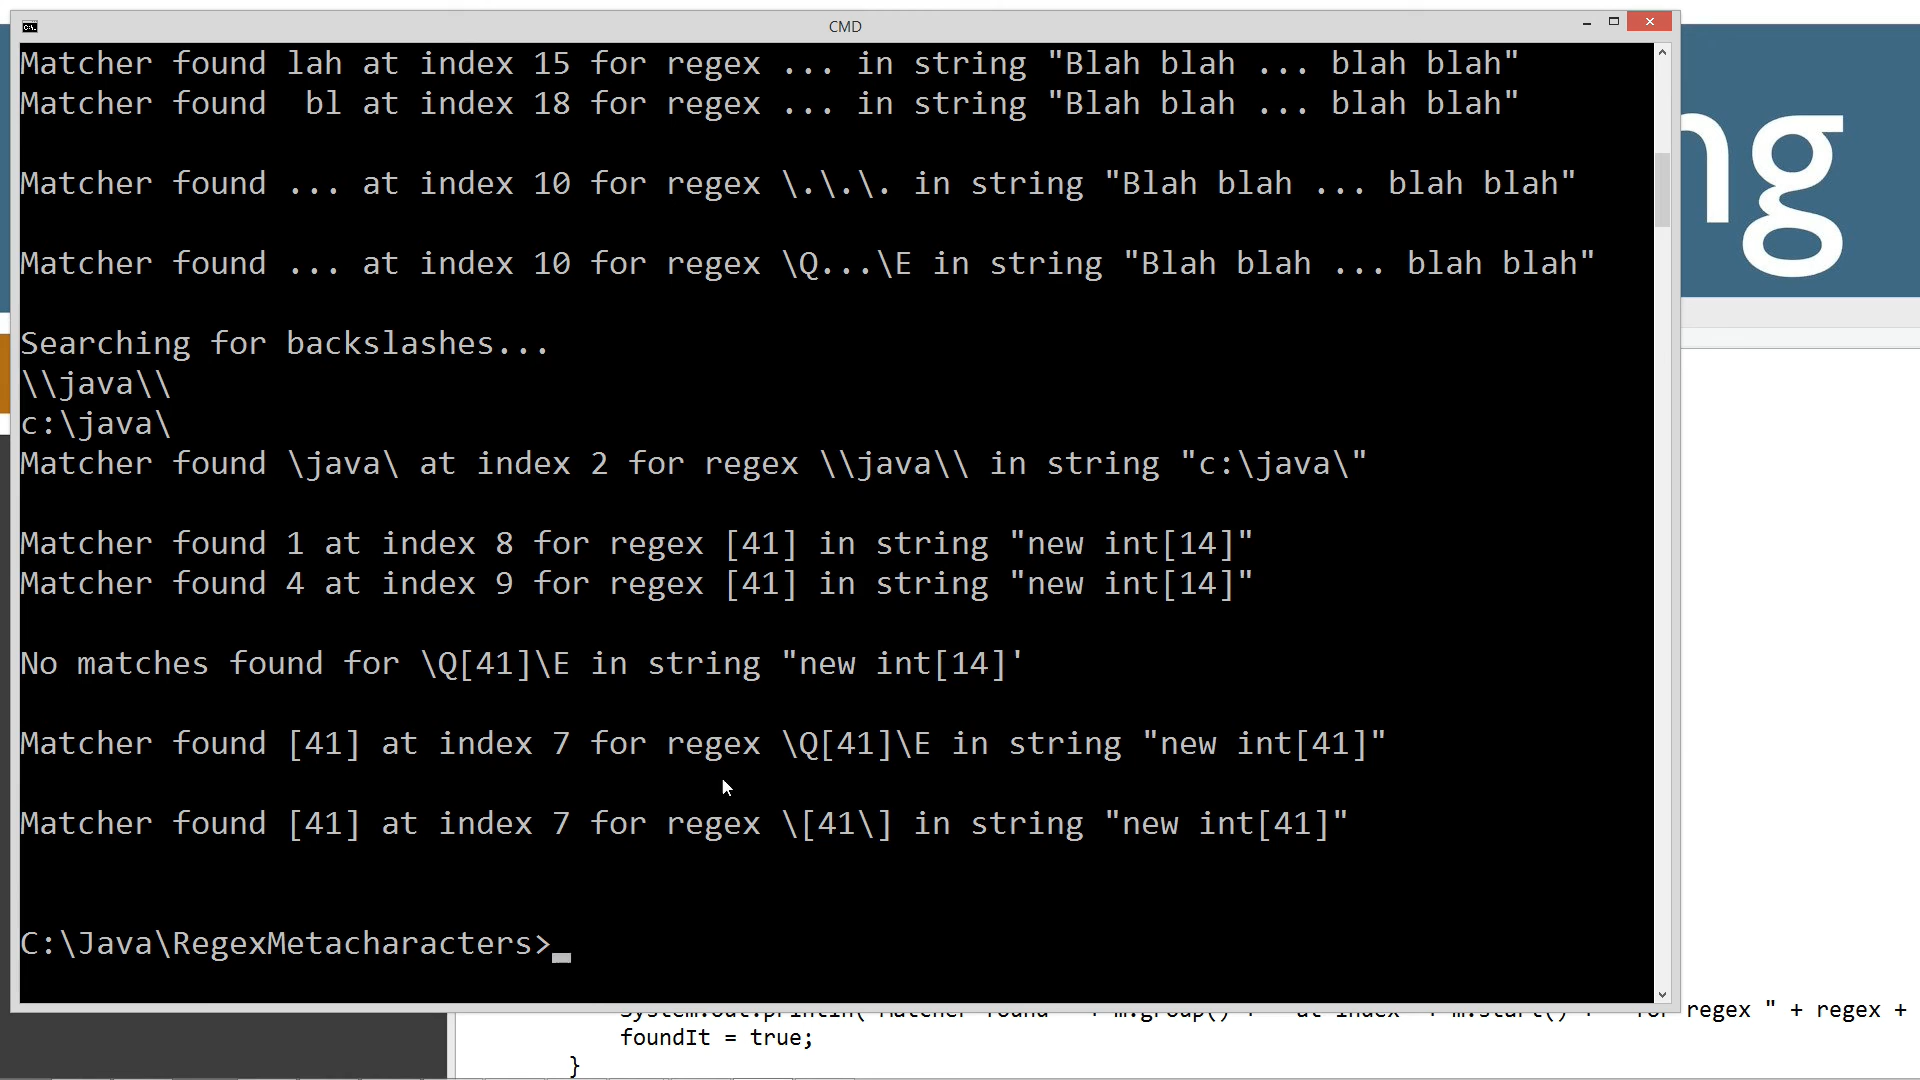 CMD
Matcher found lah at index 15 for regex ... in string "Blah blah ... blah blah"
Matcher found  bl at index 18 for regex ... in string "Blah blah ... blah blah"
Matcher found ... at index 10 for regex \.\.\. in string "Blah blah ... blah blah"
Matcher found ... at index 10 for regex \Q...\E in string "Blah blah ... blah blah"
Searching for backslashes...
\\java\\
c:\java\
Matcher found \java\ at index 2 for regex \\java\\ in string "c:\java\"
Matcher found 1 at index 8 for regex [41] in string "new int[14]"
Matcher found 4 at index 9 for regex [41] in string "new int[14]"
No matches found for \Q[41]\E in string "new int[14]'
Matcher found [41] at index 7 for regex \Q[41]\E in string "new int[41]"
Matcher found [41] at index 7 for regex \[41\] in string "new int[41]"
C:\Java\RegexMetacharacters>
ng
regex " + regex +
foundIt = true;
}